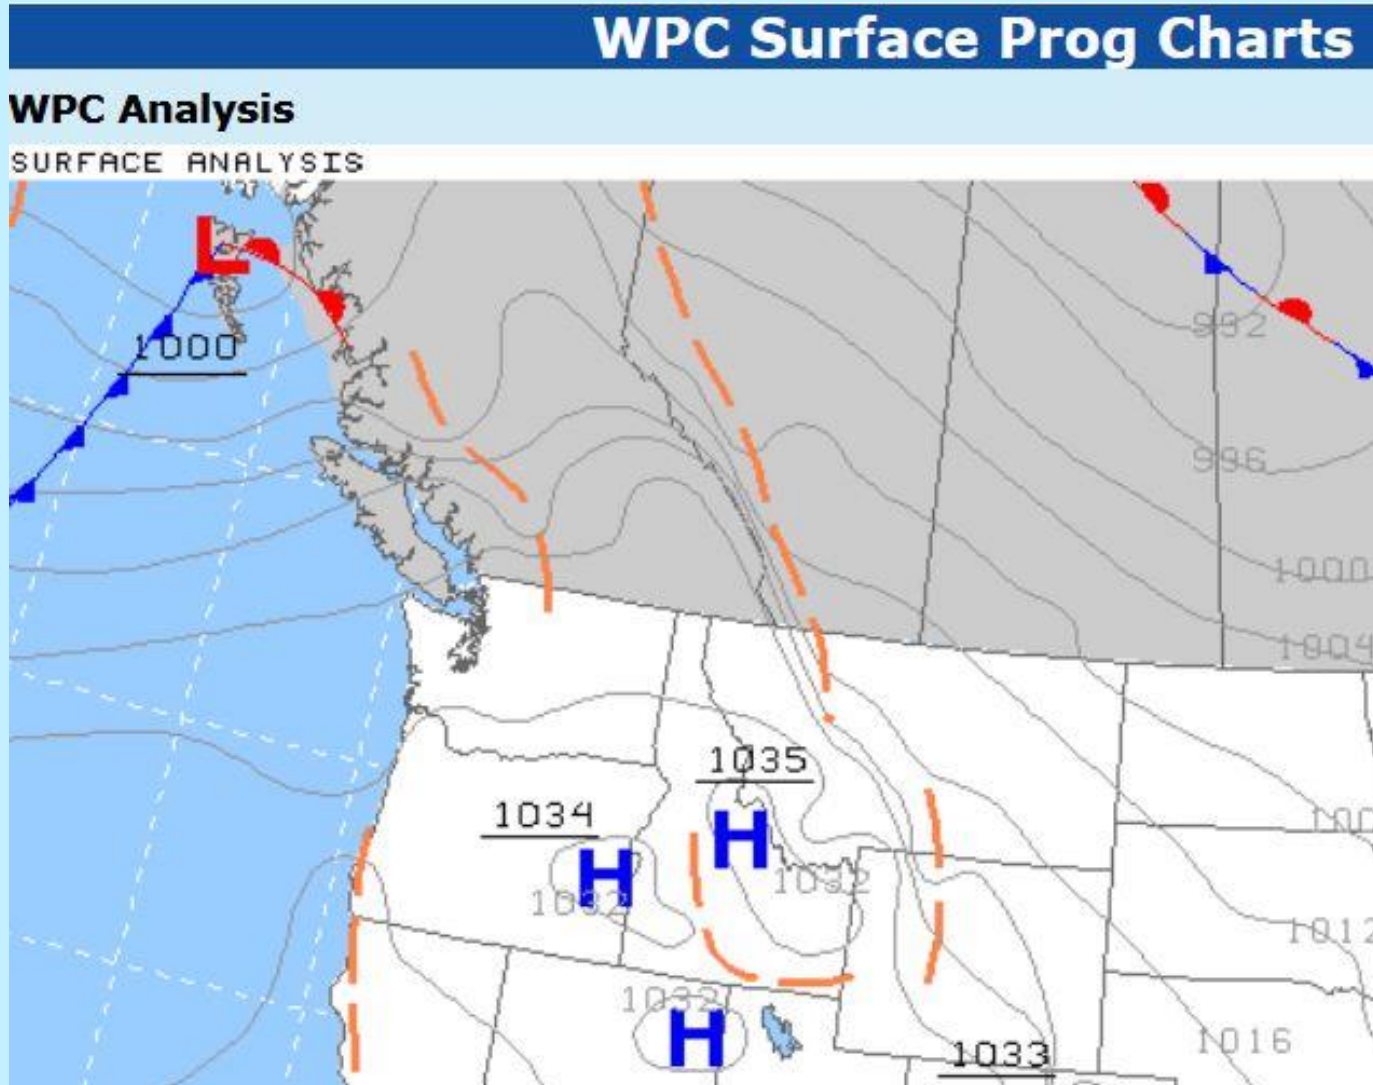 WPC Surface Prog Charts
WPC Analysis
SURFACE ANALYSIS
L
1000
992
996
1000
1004
1035
1034
H
H
1032
1032
1012
1032
H
1033
1016